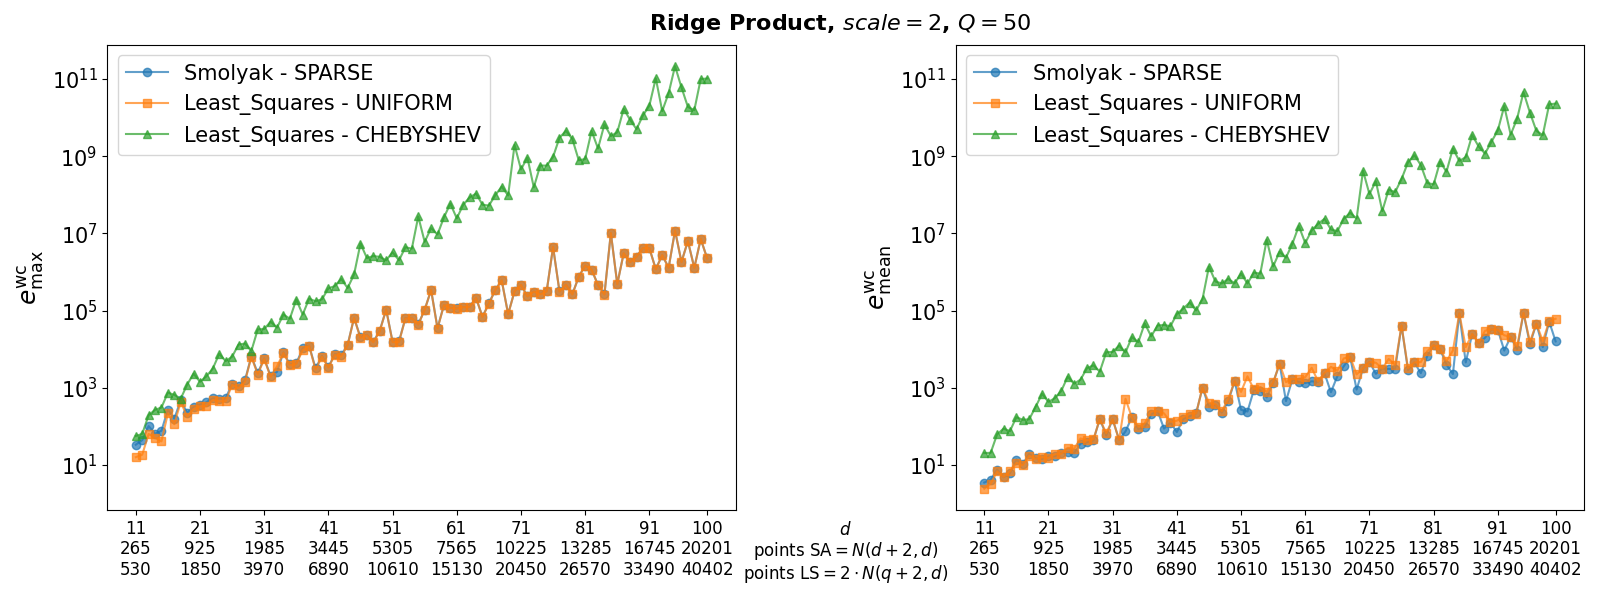 Ridge Product, scale = 2, Q = 50
e^wc_max
10^11
10^9
10^7
10^5
10^3
10^1
Smolyak - SPARSE
Least_Squares - UNIFORM
Least_Squares - CHEBYSHEV
11 21 31 41 51 61 71 81 91 100
265 925 1985 3445 5305 7565 10225 13285 16745 20201
530 1850 3970 6890 10610 15130 20450 26570 33490 40402
d
points SA = N(d + 2, d)
points LS = 2 · N(q + 2, d)
e^wc_mean
10^11
10^9
10^7
10^5
10^3
10^1
Smolyak - SPARSE
Least_Squares - UNIFORM
Least_Squares - CHEBYSHEV
11 21 31 41 51 61 71 81 91 100
265 925 1985 3445 5305 7565 10225 13285 16745 20201
530 1850 3970 6890 10610 15130 20450 26570 33490 40402